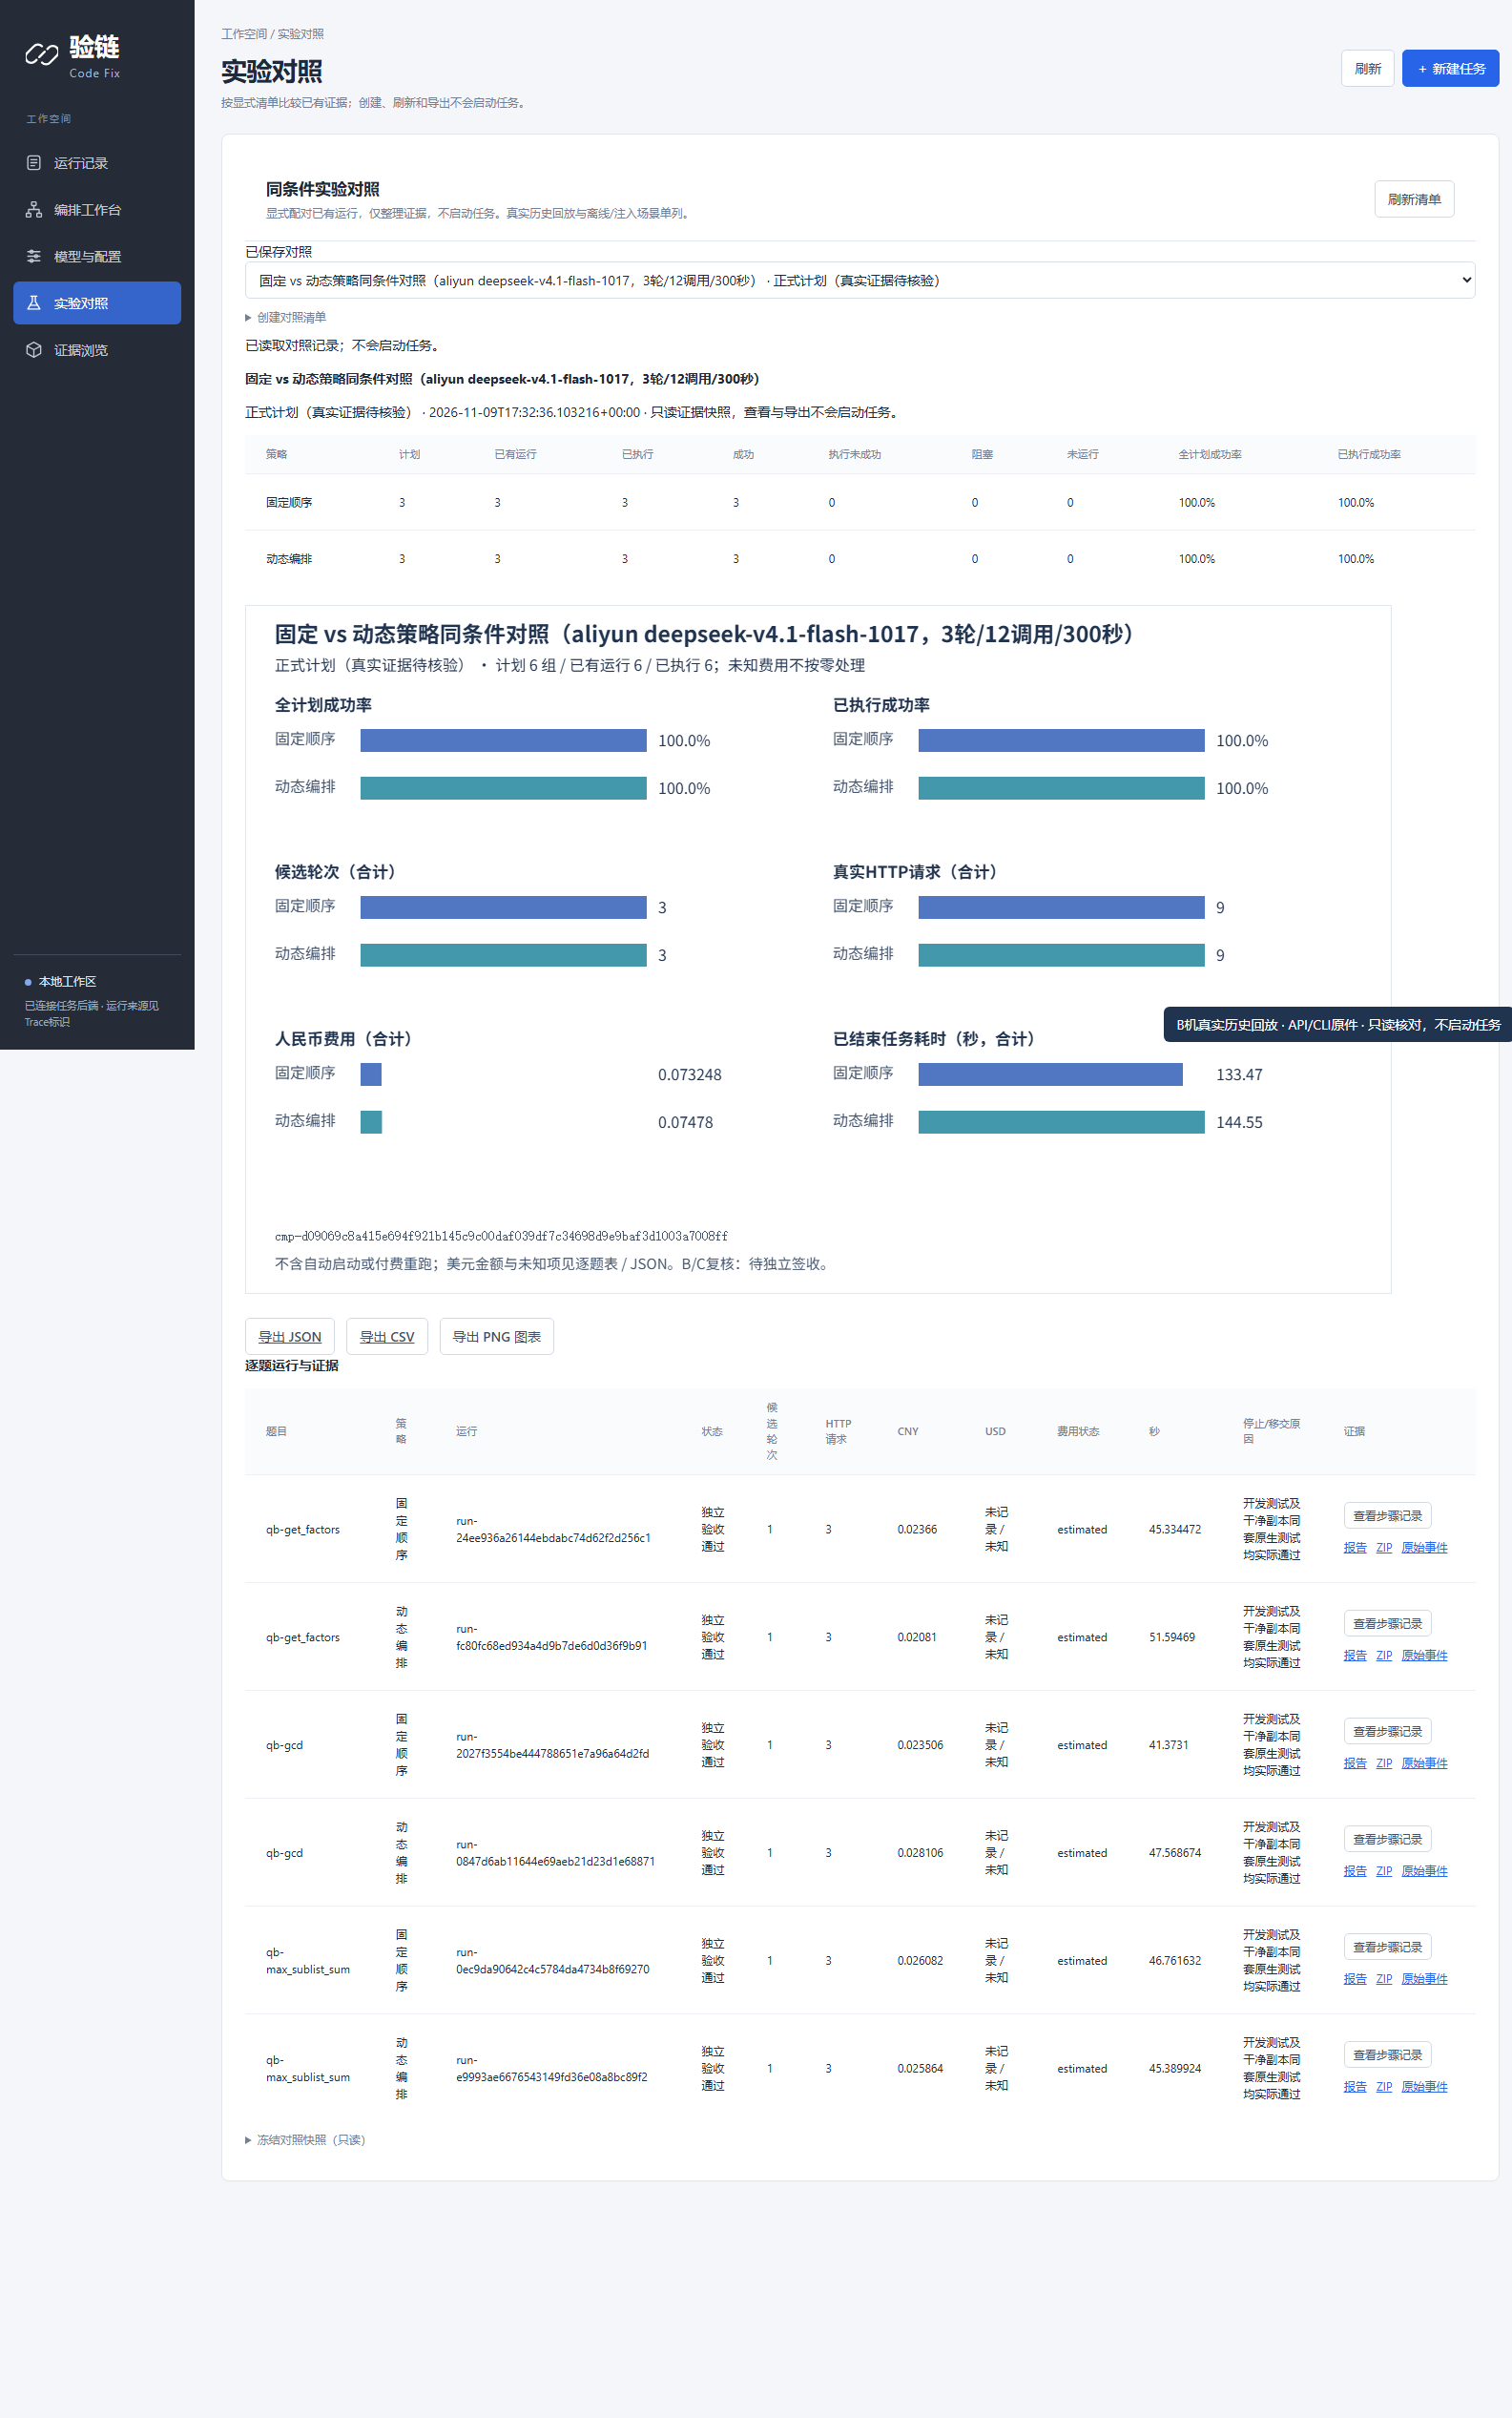 验链
Code Fix
工作空间
运行记录
编排工作台
模型与配置
实验对照
证据浏览
本地工作区
已连接任务后端 · 运行来源见
Trace标识
工作空间 / 实验对照
实验对照
按显式清单比较已有证据；创建、刷新和导出不会启动任务。
刷新
+ 新建任务
同条件实验对照
显式配对已有运行，仅整理证据，不启动任务。真实历史回放与离线/注入场景单列。
刷新清单
已保存对照
固定 vs 动态策略同条件对照（aliyun deepseek-v4.1-flash-1017，3轮/12调用/300秒） · 正式计划（真实证据待核验）
创建对照清单
已读取对照记录；不会启动任务。
固定 vs 动态策略同条件对照（aliyun deepseek-v4.1-flash-1017，3轮/12调用/300秒）
正式计划（真实证据待核验） · 2026-11-09T17:32:36.103216+00:00 · 只读证据快照，查看与导出不会启动任务。
策略 计划 已有运行 已执行 成功 执行未成功 阻塞 未运行 全计划成功率 已执行成功率
固定顺序 3 3 3 3 0 0 0 100.0% 100.0%
动态编排 3 3 3 3 0 0 0 100.0% 100.0%
固定 vs 动态策略同条件对照（aliyun deepseek-v4.1-flash-1017，3轮/12调用/300秒）
正式计划（真实证据待核验） · 计划 6 组 / 已有运行 6 / 已执行 6；未知费用不按零处理
全计划成功率
固定顺序 100.0%
动态编排 100.0%
已执行成功率
固定顺序 100.0%
动态编排 100.0%
候选轮次（合计）
固定顺序 3
动态编排 3
真实HTTP请求（合计）
固定顺序 9
动态编排 9
B机真实历史回放 · API/CLI原件 · 只读核对，不启动任务
人民币费用（合计）
固定顺序 0.073248
动态编排 0.07478
已结束任务耗时（秒，合计）
固定顺序 133.47
动态编排 144.55
cmp-d09069c8a415e694f921b145c9c00daf039df7c34698d9e9baf3d1003a7008ff
不含自动启动或付费重跑；美元金额与未知项见逐题表 / JSON。B/C复核：待独立签收。
导出 JSON
导出 CSV
导出 PNG 图表
逐题运行与证据
题目 策略 运行 状态 候选轮次 HTTP 请求 CNY USD 费用状态 秒 停止/移交原因 证据
qb-get_factors 固定顺序 run-24ee936a26144ebdabc74d62f2d256c1 独立验收通过 1 3 0.02366 未记录 / 未知 estimated 45.334472 开发测试及干净副本同套原生测试均实际通过 查看步骤记录 报告 ZIP 原始事件
qb-get_factors 动态编排 run-fc80fc68ed934a4d9b7de6d0d36f9b91 独立验收通过 1 3 0.02081 未记录 / 未知 estimated 51.59469 开发测试及干净副本同套原生测试均实际通过 查看步骤记录 报告 ZIP 原始事件
qb-gcd 固定顺序 run-2027f3554be444788651e7a96a64d2fd 独立验收通过 1 3 0.023506 未记录 / 未知 estimated 41.3731 开发测试及干净副本同套原生测试均实际通过 查看步骤记录 报告 ZIP 原始事件
qb-gcd 动态编排 run-0847d6ab11644e69aeb21d23d1e68871 独立验收通过 1 3 0.028106 未记录 / 未知 estimated 47.568674 开发测试及干净副本同套原生测试均实际通过 查看步骤记录 报告 ZIP 原始事件
qb-max_sublist_sum 固定顺序 run-0ec9da90642c4c5784da4734b8f69270 独立验收通过 1 3 0.026082 未记录 / 未知 estimated 46.761632 开发测试及干净副本同套原生测试均实际通过 查看步骤记录 报告 ZIP 原始事件
qb-max_sublist_sum 动态编排 run-e9993ae6676543149fd36e08a8bc89f2 独立验收通过 1 3 0.025864 未记录 / 未知 estimated 45.389924 开发测试及干净副本同套原生测试均实际通过 查看步骤记录 报告 ZIP 原始事件
冻结对照快照（只读）